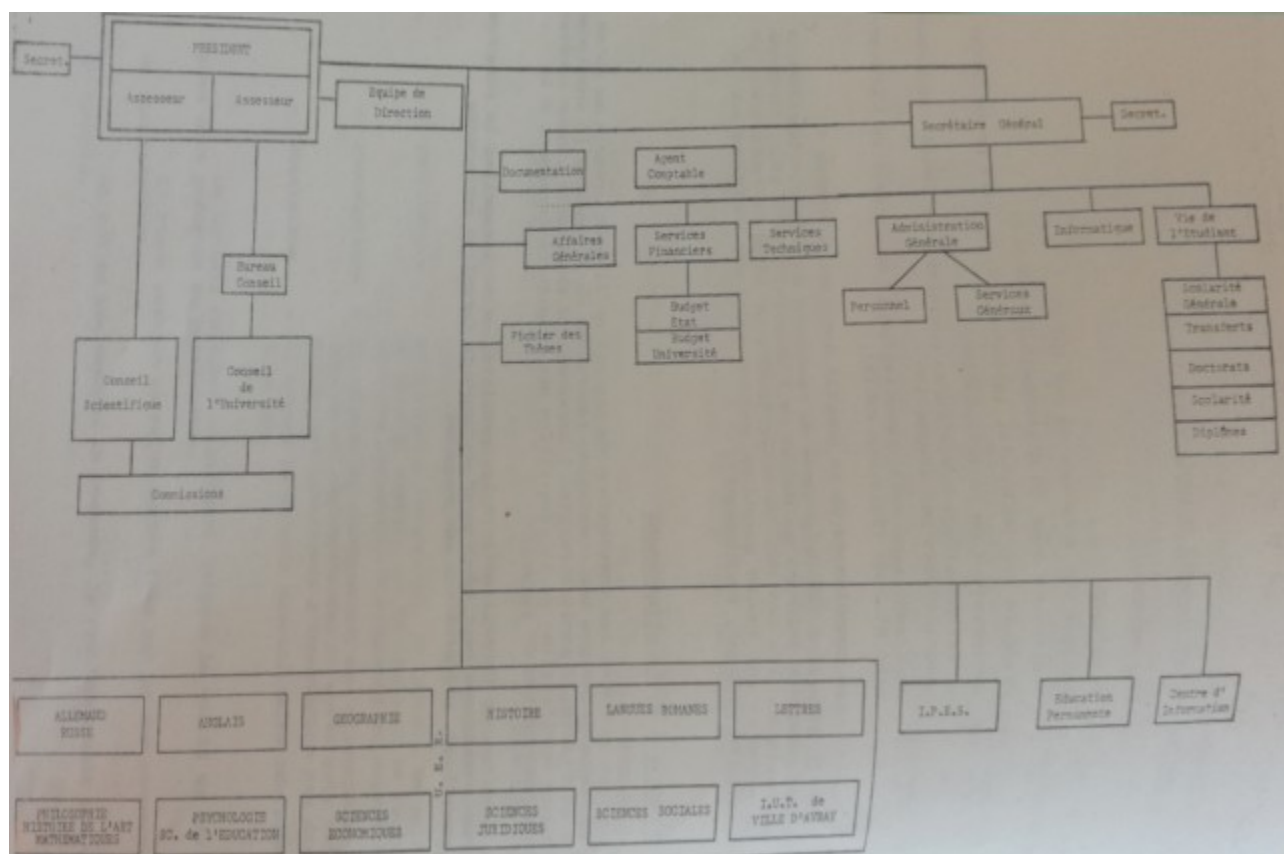 Secret.
PRESIDENT
Assesseur
Assesseur
Equipe de
Direction
Secrétaire Général
Secret.
Documentation
Agent
Comptable
Affaires
Générales
Services
Financiers
Services
Techniques
Administration
Générale
Informatique
Vie de
l'Etudiant
Bureau
Conseil
Budget
Etat
Budget
Université
Personnel
Services
Généraux
Scolarité
Générale
Transferts
Doctorats
Scolarité
Diplômes
Fichier des
Thèses
Conseil
Scientifique
Conseil
de
l'Université
Commissions
I.P.E.S.
Education
Permanente
Centre d'
Information
U. E. R.
ALLEMAND
RUSSE
ANGLAIS
GEOGRAPHIE
HISTOIRE
LANGUES ROMANES
LETTRES
PHILOSOPHIE
HISTOIRE DE L'ART
MATHEMATIQUES
PSYCHOLOGIE
SC. de l'EDUCATION
SCIENCES
ECONOMIQUES
SCIENCES
JURIDIQUES
SCIENCES SOCIALES
I.U.T. de
VILLE D'AVRAY